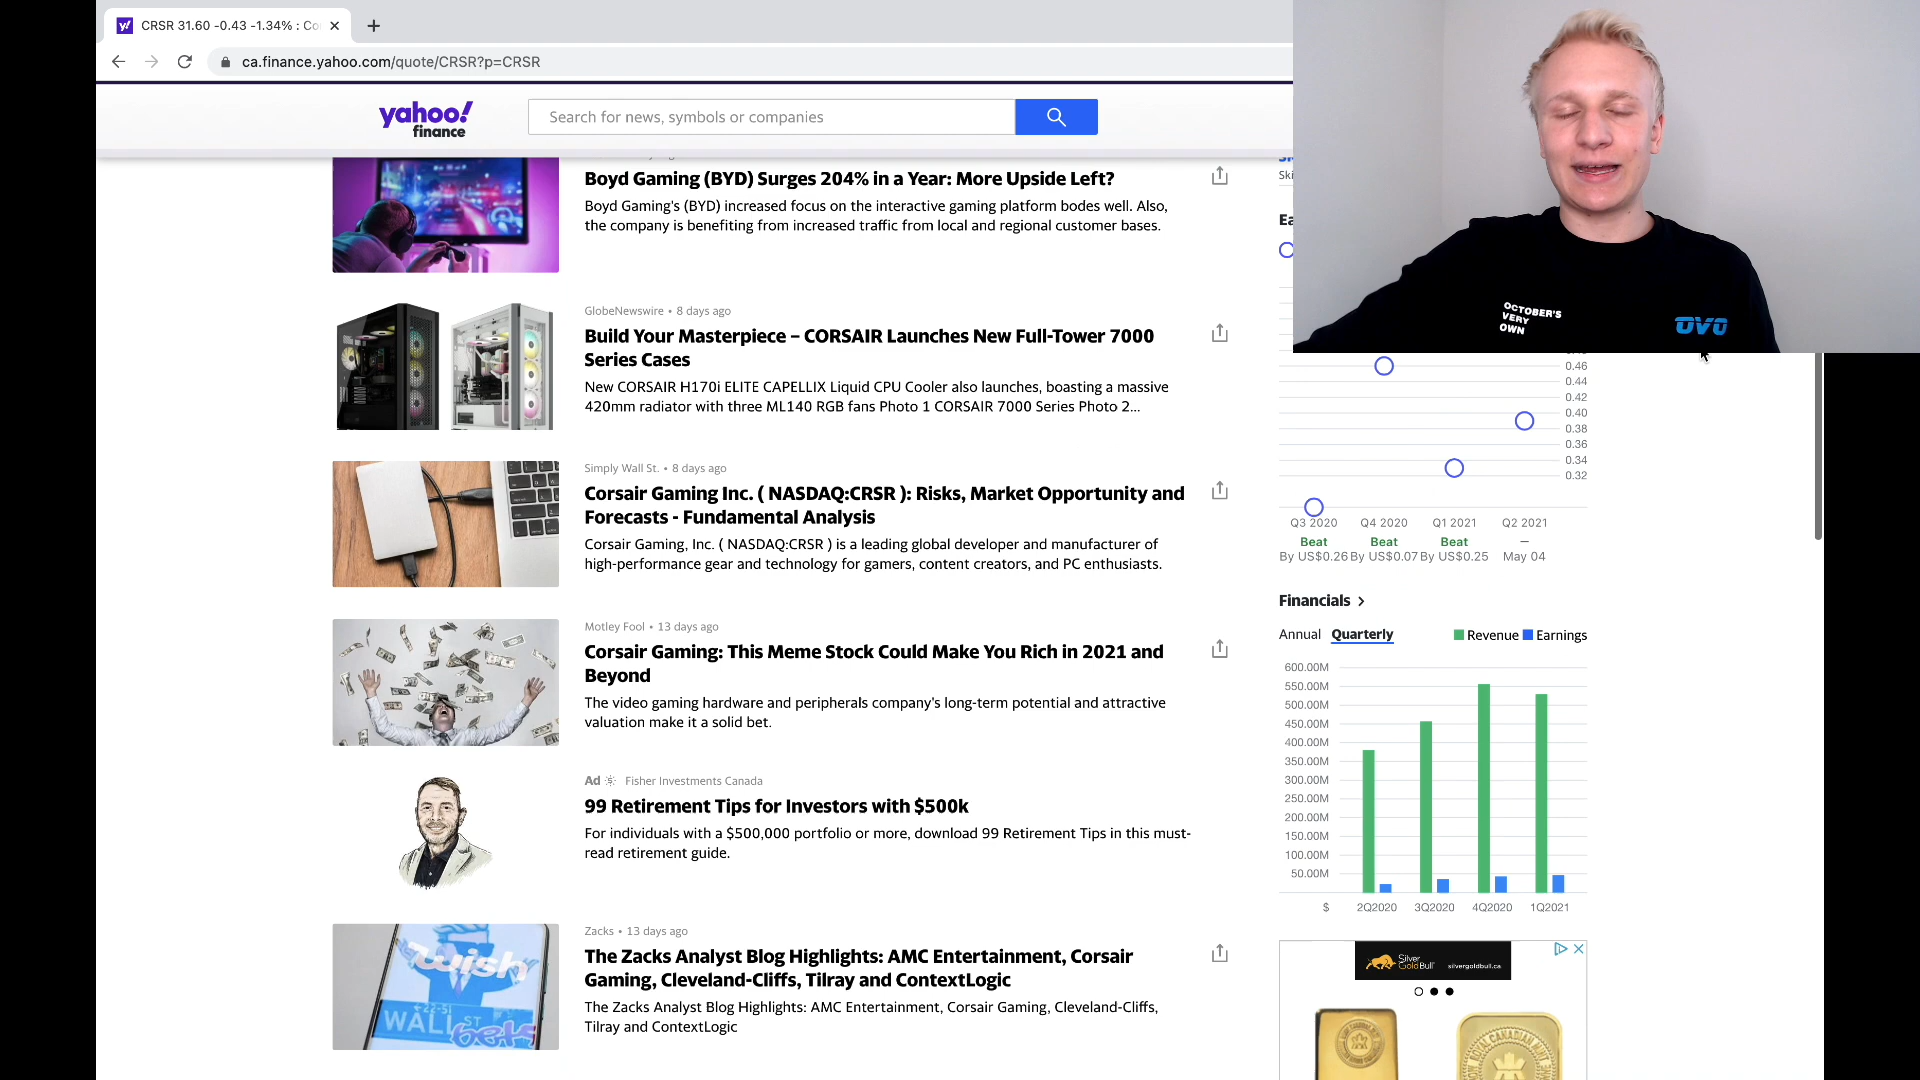 CRSR 31.60 -0.43 -1.34% : Co
ca.finance.yahoo.com/quote/CRSR?p=CRSR
yahoo!
finance
Search for news, symbols or companies
Boyd Gaming (BYD) Surges 204% in a Year: More Upside Left?
Boyd Gaming's (BYD) increased focus on the interactive gaming platform bodes well. Also,
the company is benefiting from increased traffic from local and regional customer bases.
GlobeNewswire • 8 days ago
Build Your Masterpiece – CORSAIR Launches New Full-Tower 7000
Series Cases
New CORSAIR H170i ELITE CAPELLIX Liquid CPU Cooler also launches, boasting a massive
420mm radiator with three ML140 RGB fans Photo 1 CORSAIR 7000 Series Photo 2...
Simply Wall St. • 8 days ago
Corsair Gaming Inc. ( NASDAQ:CRSR ): Risks, Market Opportunity and
Forecasts - Fundamental Analysis
Corsair Gaming, Inc. ( NASDAQ:CRSR ) is a leading global developer and manufacturer of
high-performance gear and technology for gamers, content creators, and PC enthusiasts.
Motley Fool • 13 days ago
Corsair Gaming: This Meme Stock Could Make You Rich in 2021 and
Beyond
The video gaming hardware and peripherals company's long-term potential and attractive
valuation make it a solid bet.
Ad Fisher Investments Canada
99 Retirement Tips for Investors with $500k
For individuals with a $500,000 portfolio or more, download 99 Retirement Tips in this must-
read retirement guide.
wish
WALL ST
bets
Zacks • 13 days ago
The Zacks Analyst Blog Highlights: AMC Entertainment, Corsair
Gaming, Cleveland-Cliffs, Tilray and ContextLogic
The Zacks Analyst Blog Highlights: AMC Entertainment, Corsair Gaming, Cleveland-Cliffs,
Tilray and ContextLogic
OCTOBER'S
VERY
OWN
OVO
Ski
Ea
0.46
0.44
0.42
0.40
0.38
0.36
0.34
0.32
Q3 2020 Q4 2020 Q1 2021 Q2 2021
Beat Beat Beat –
By US$0.26 By US$0.07 By US$0.25 May 04
Financials
Annual Quarterly Revenue Earnings
600.00M
550.00M
500.00M
450.00M
400.00M
350.00M
300.00M
250.00M
200.00M
150.00M
100.00M
50.00M
$ 2Q2020 3Q2020 4Q2020 1Q2021
Silver
Gold Bull silvergoldbull.ca